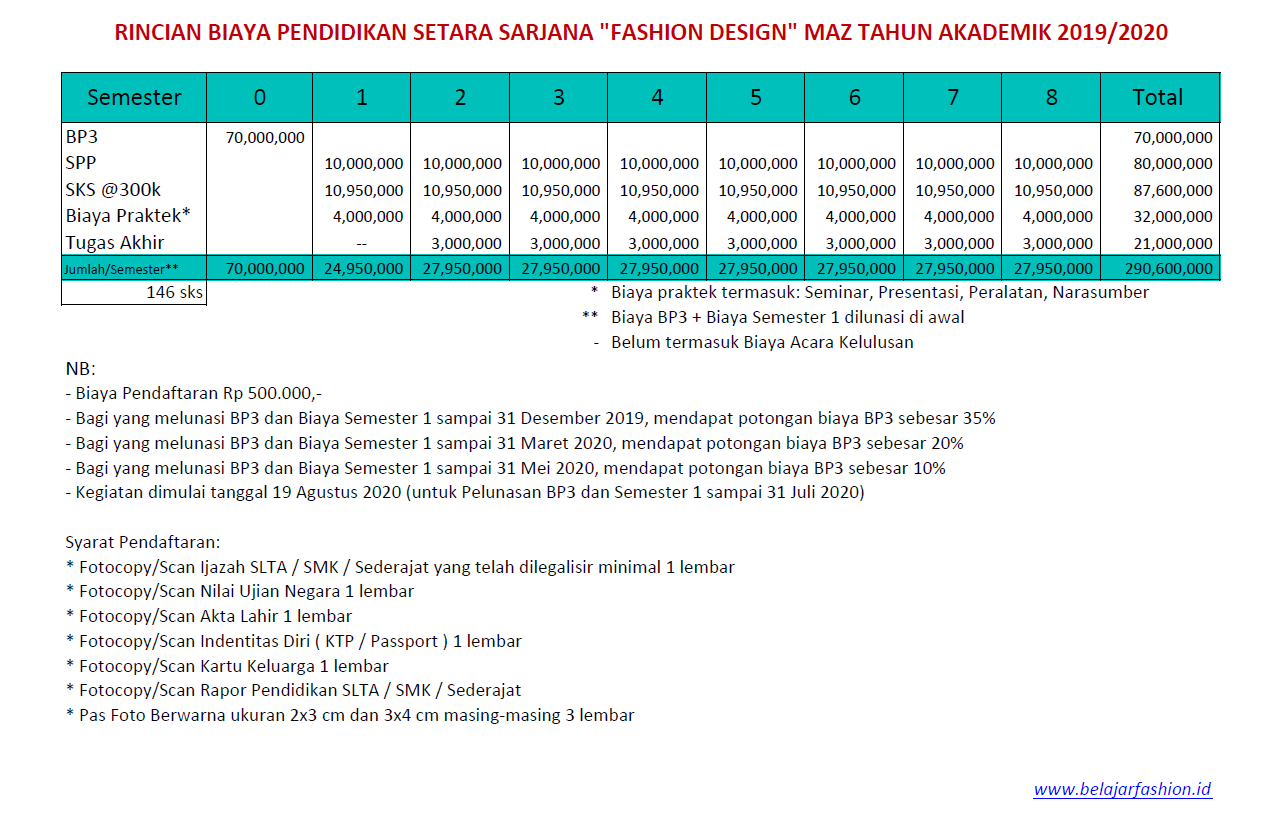 RINCIAN BIAYA PENDIDIKAN SETARA SARJANA "FASHION DESIGN" MAZ TAHUN AKADEMIK 2019/2020
Semester 0 1 2 3 4 5 6 7 8 Total
BP3 70,000,000 70,000,000
SPP 10,000,000 10,000,000 10,000,000 10,000,000 10,000,000 10,000,000 10,000,000 10,000,000 80,000,000
SKS @300k 10,950,000 10,950,000 10,950,000 10,950,000 10,950,000 10,950,000 10,950,000 10,950,000 87,600,000
Biaya Praktek* 4,000,000 4,000,000 4,000,000 4,000,000 4,000,000 4,000,000 4,000,000 4,000,000 32,000,000
Tugas Akhir -- 3,000,000 3,000,000 3,000,000 3,000,000 3,000,000 3,000,000 3,000,000 21,000,000
Jumlah/Semester** 70,000,000 24,950,000 27,950,000 27,950,000 27,950,000 27,950,000 27,950,000 27,950,000 27,950,000 290,600,000
146 sks * Biaya praktek termasuk: Seminar, Presentasi, Peralatan, Narasumber
** Biaya BP3 + Biaya Semester 1 dilunasi di awal
- Belum termasuk Biaya Acara Kelulusan
NB:
- Biaya Pendaftaran Rp 500.000,-
- Bagi yang melunasi BP3 dan Biaya Semester 1 sampai 31 Desember 2019, mendapat potongan biaya BP3 sebesar 35%
- Bagi yang melunasi BP3 dan Biaya Semester 1 sampai 31 Maret 2020, mendapat potongan biaya BP3 sebesar 20%
- Bagi yang melunasi BP3 dan Biaya Semester 1 sampai 31 Mei 2020, mendapat potongan biaya BP3 sebesar 10%
- Kegiatan dimulai tanggal 19 Agustus 2020 (untuk Pelunasan BP3 dan Semester 1 sampai 31 Juli 2020)
Syarat Pendaftaran:
* Fotocopy/Scan Ijazah SLTA / SMK / Sederajat yang telah dilegalisir minimal 1 lembar
* Fotocopy/Scan Nilai Ujian Negara 1 lembar
* Fotocopy/Scan Akta Lahir 1 lembar
* Fotocopy/Scan Indentitas Diri ( KTP / Passport ) 1 lembar
* Fotocopy/Scan Kartu Keluarga 1 lembar
* Fotocopy/Scan Rapor Pendidikan SLTA / SMK / Sederajat
* Pas Foto Berwarna ukuran 2x3 cm dan 3x4 cm masing-masing 3 lembar
www.belajarfashion.id